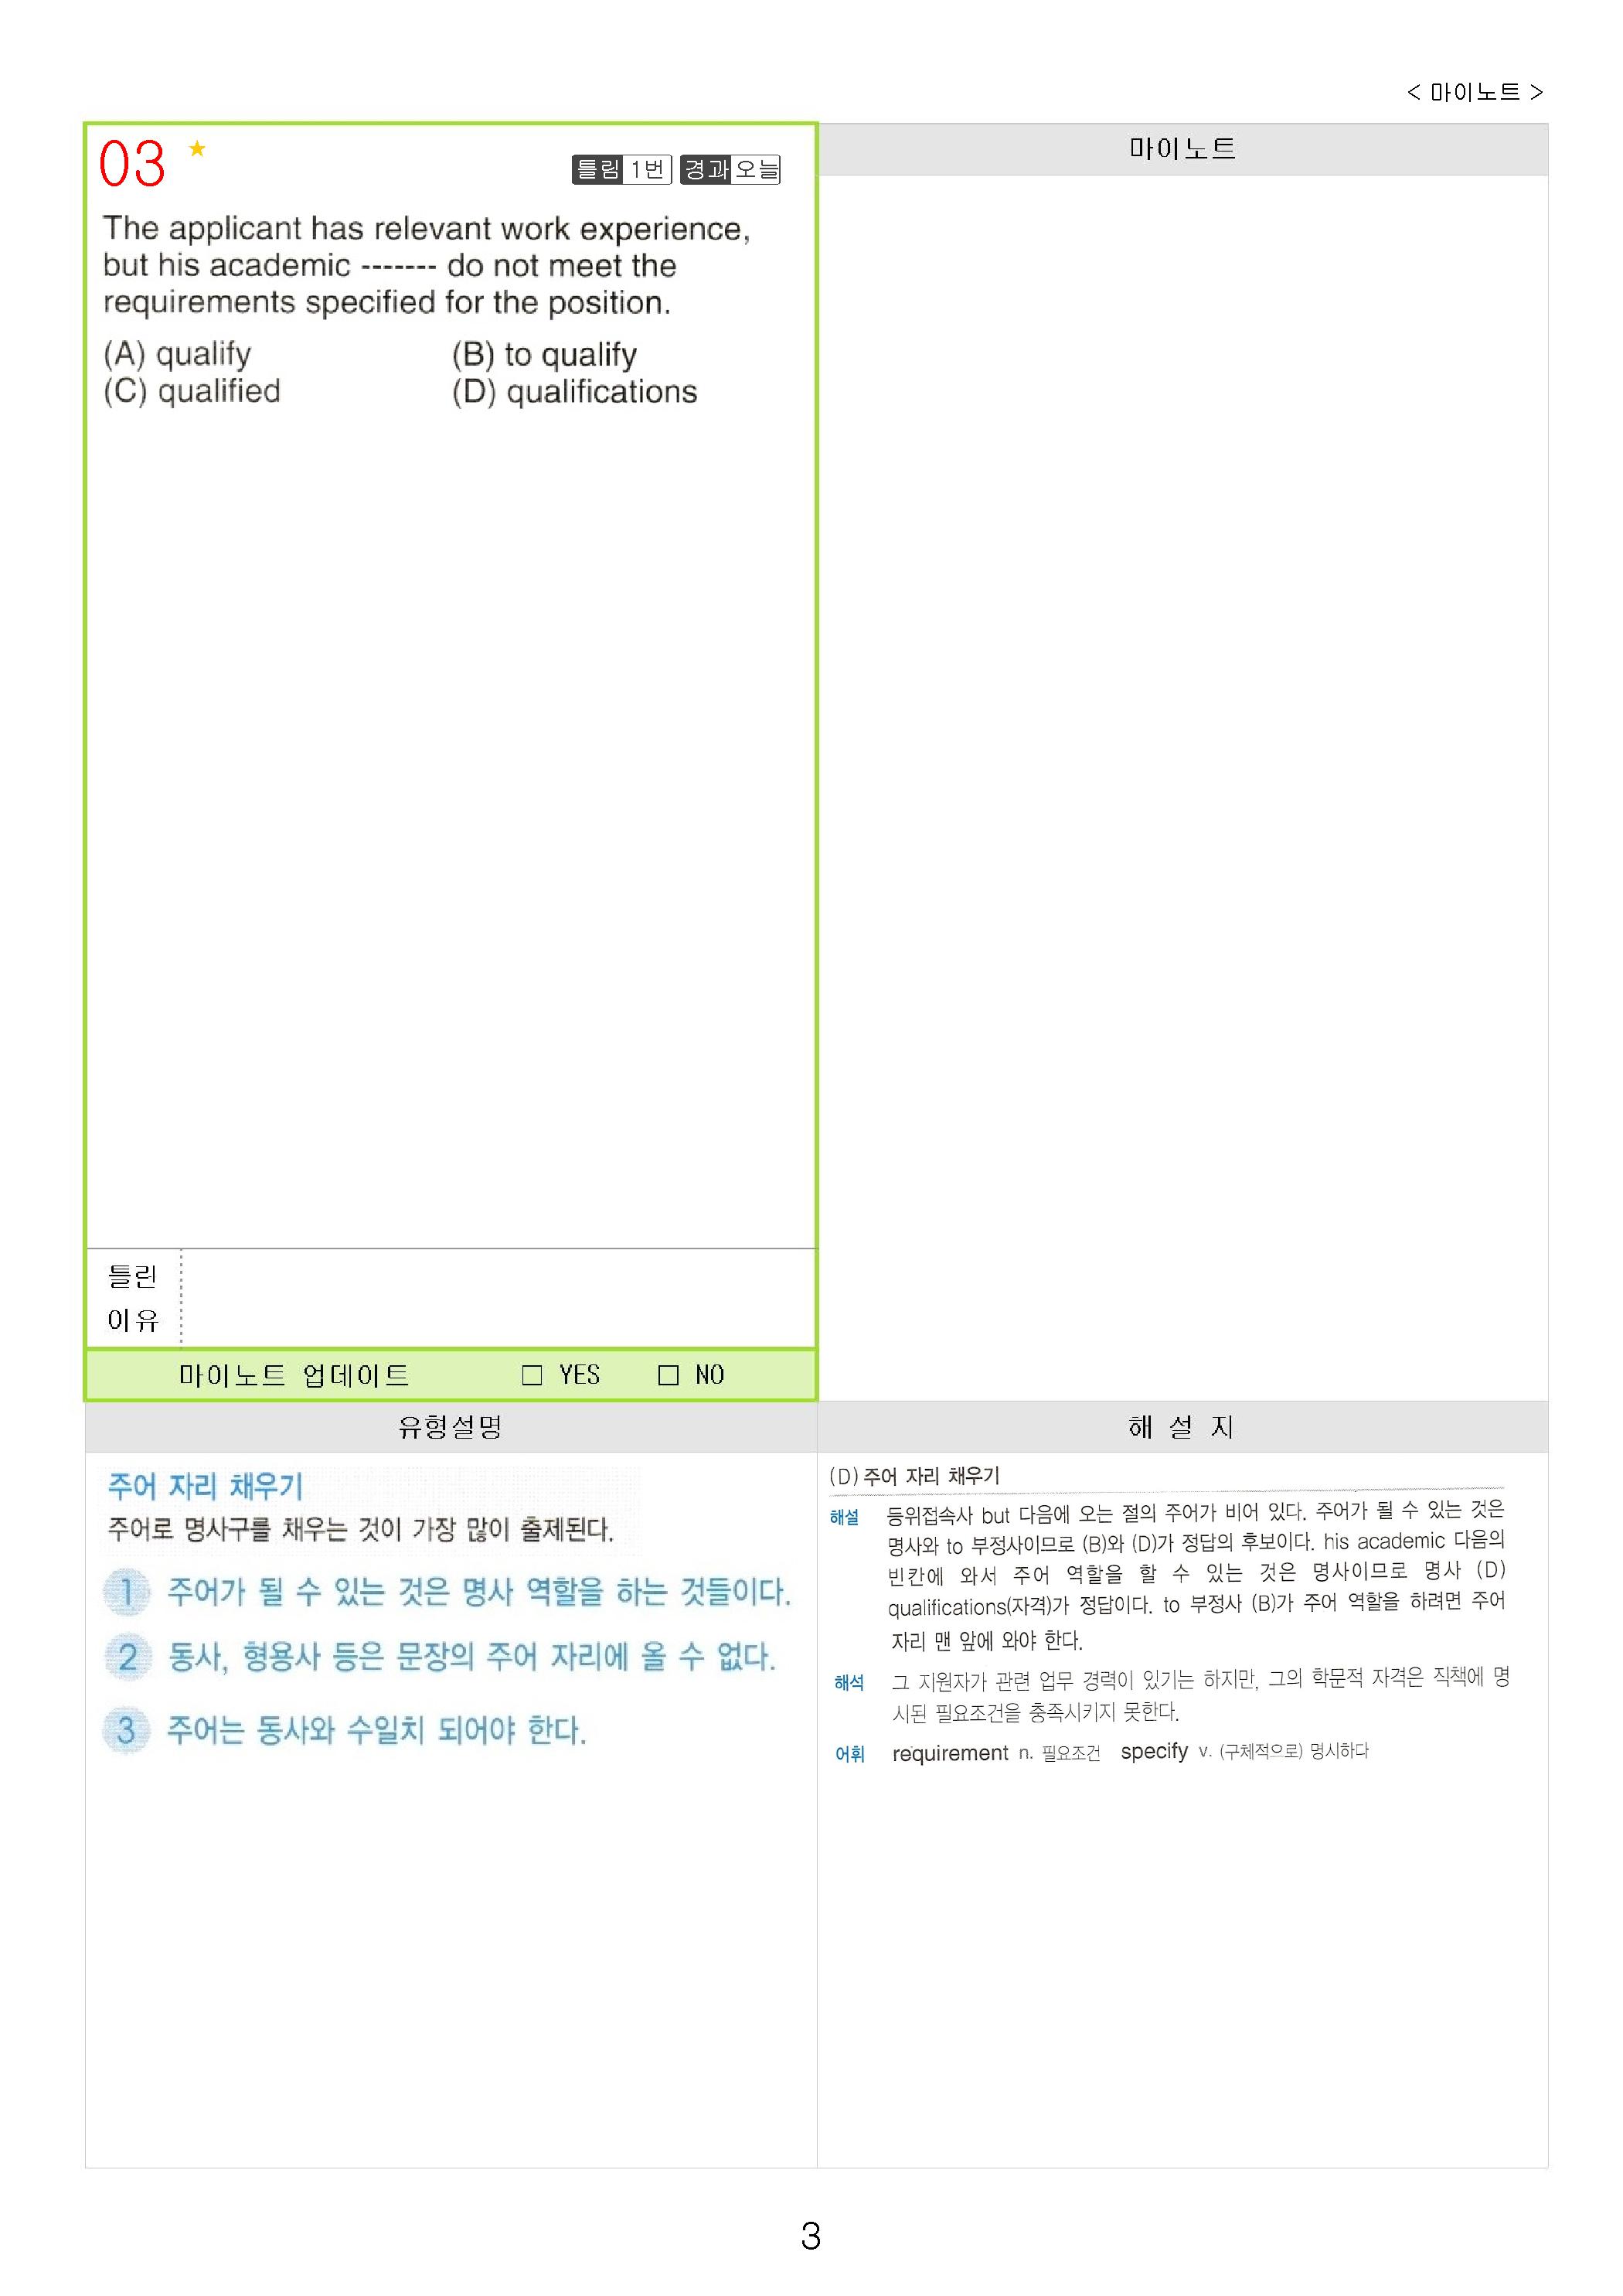 < 마이노트 >
03 ★
틀림 1번 경과 오늘
The applicant has relevant work experience,
but his academic ------- do not meet the
requirements specified for the position.
(A) qualify (B) to qualify
(C) qualified (D) qualifications
틀린
이유
마이노트 업데이트 □ YES □ NO
마이노트
유형설명
주어 자리 채우기
주어로 명사구를 채우는 것이 가장 많이 출제된다.
1 주어가 될 수 있는 것은 명사 역할을 하는 것들이다.
2 동사, 형용사 등은 문장의 주어 자리에 올 수 없다.
3 주어는 동사와 수일치 되어야 한다.
해 설 지
(D) 주어 자리 채우기
해설 등위접속사 but 다음에 오는 절의 주어가 비어 있다. 주어가 될 수 있는 것은
명사와 to 부정사이므로 (B)와 (D)가 정답의 후보이다. his academic 다음의
빈칸에 와서 주어 역할을 할 수 있는 것은 명사이므로 명사 (D)
qualifications(자격)가 정답이다. to 부정사 (B)가 주어 역할을 하려면 주어
자리 맨 앞에 와야 한다.
해석 그 지원자가 관련 업무 경력이 있기는 하지만, 그의 학문적 자격은 직책에 명
시된 필요조건을 충족시키지 못한다.
어휘 requirement n. 필요조건 specify v. (구체적으로) 명시하다
3